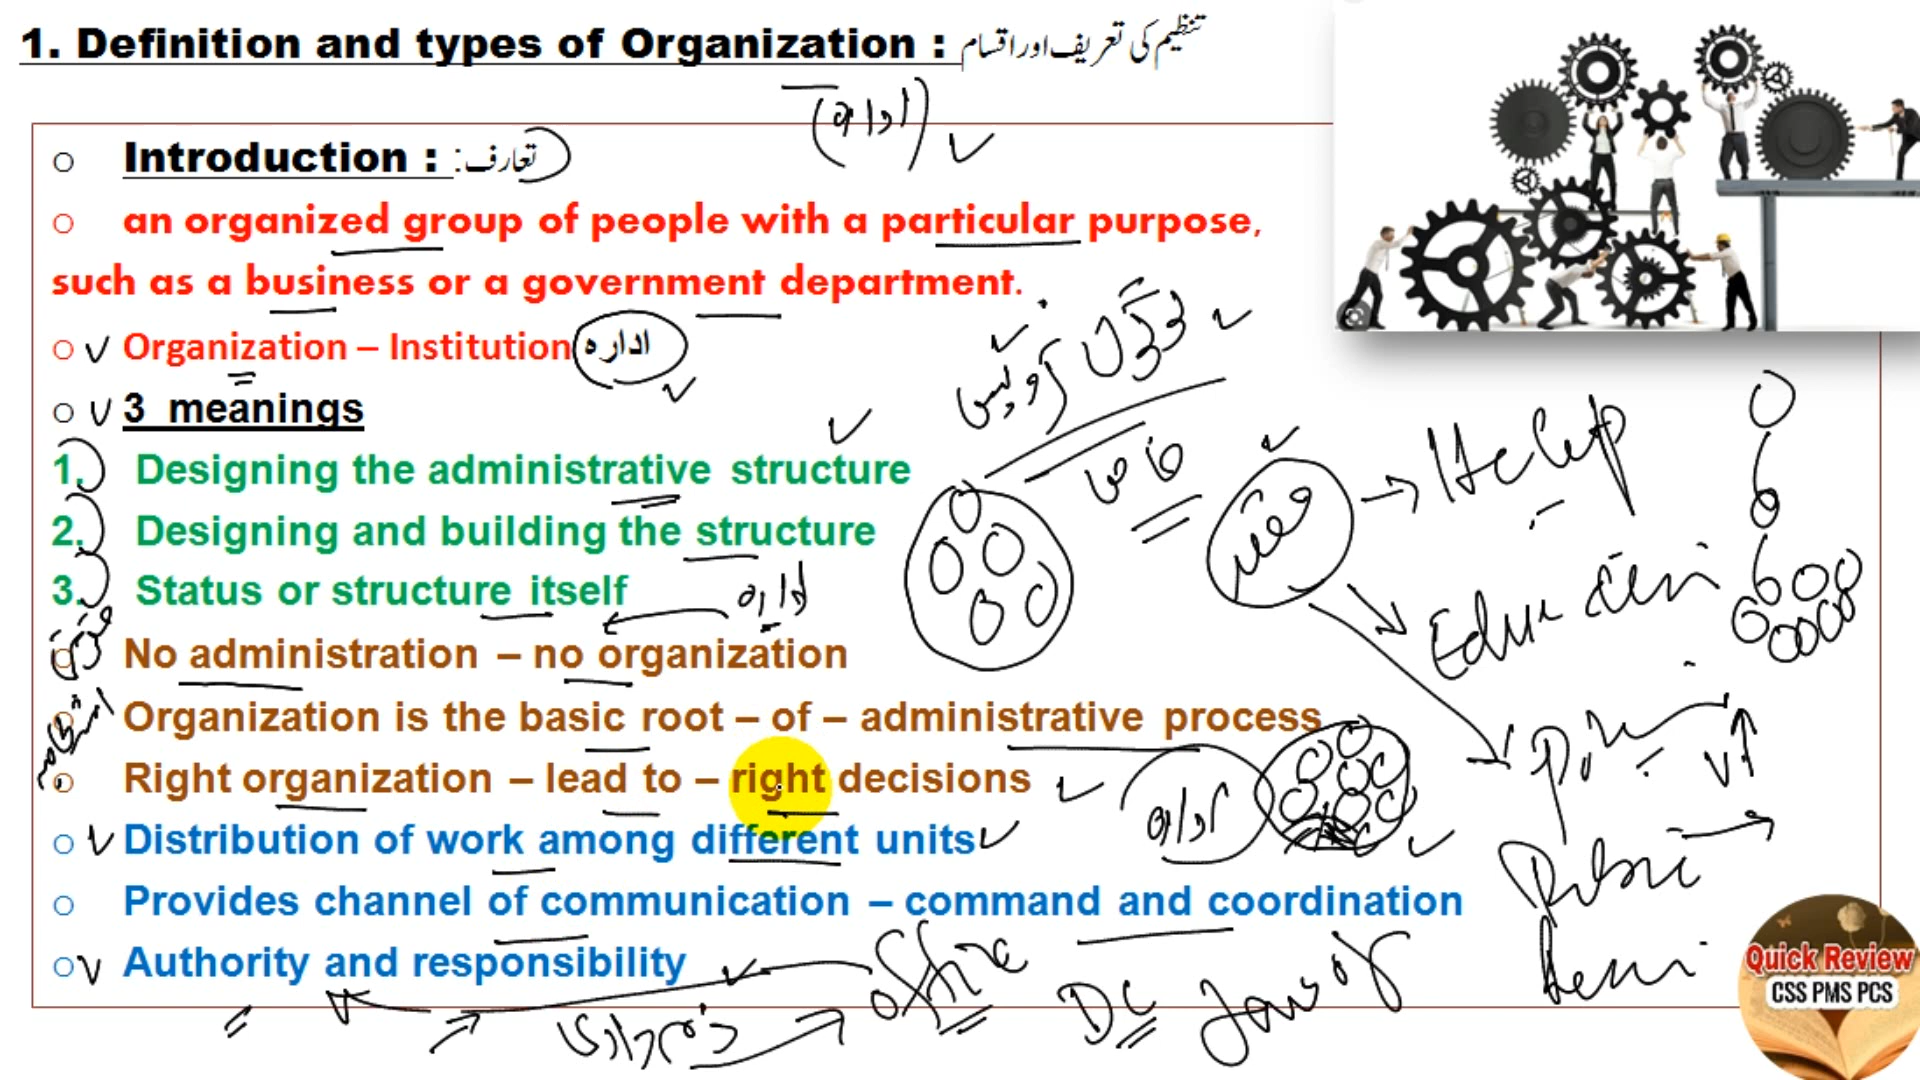 1. Definition and types of Organization : تنظیم کی تعریف اور اقسام
(ادارہ)
Introduction : تعارف:
an organized group of people with a particular purpose,
such as a business or a government department.
Organization – Institution ادارہ
3 meanings
1. Designing the administrative structure
2. Designing and building the structure
3. Status or structure itself
ادارہ
No administration – no organization
Organization is the basic root – of – administrative process
Right organization – lead to – right decisions
ادارہ
Distribution of work among different units
Provides channel of communication – command and coordination
Authority and responsibility
office
DC
Quick Review
CSS PMS PCS